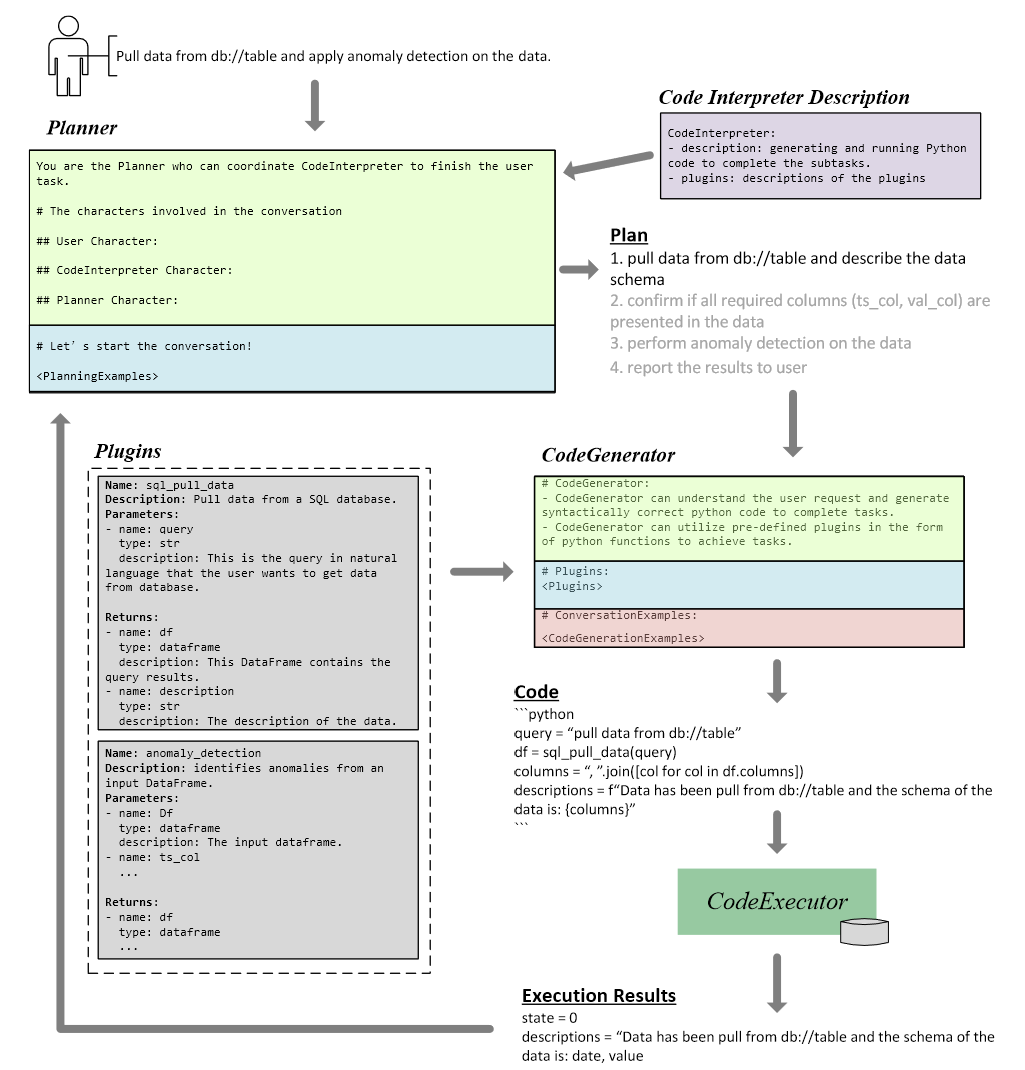 Pull data from db://table and apply anomaly detection on the data.
Planner
You are the Planner who can coordinate CodeInterpreter to finish the user
task.
# The characters involved in the conversation
## User Character:
## CodeInterpreter Character:
## Planner Character:
# Let’s start the conversation!
<PlanningExamples>
Code Interpreter Description
CodeInterpreter:
- description: generating and running Python
code to complete the subtasks.
- plugins: descriptions of the plugins
Plan
1. pull data from db://table and describe the data
schema
2. confirm if all required columns (ts_col, val_col) are
presented in the data
3. perform anomaly detection on the data
4. report the results to user
Plugins
Name: sql_pull_data
Description: Pull data from a SQL database.
Parameters:
- name: query
type: str
description: This is the query in natural
language that the user wants to get data
from database.
Returns:
- name: df
type: dataframe
description: This DataFrame contains the
query results.
- name: description
type: str
description: The description of the data.
Name: anomaly_detection
Description: identifies anomalies from an
input DataFrame.
Parameters:
- name: Df
type: dataframe
description: The input dataframe.
- name: ts_col
...
Returns:
- name: df
type: dataframe
...
CodeGenerator
# CodeGenerator:
- CodeGenerator can understand the user request and generate
syntactically correct python code to complete tasks.
- CodeGenerator can utilize pre-defined plugins in the form
of python functions to achieve tasks.
# Plugins:
<Plugins>
# ConversationExamples:
<CodeGenerationExamples>
Code
```python
query = “pull data from db://table”
df = sql_pull_data(query)
columns = “, ”.join([col for col in df.columns])
descriptions = f“Data has been pull from db://table and the schema of the
data is: {columns}”
```
CodeExecutor
Execution Results
state = 0
descriptions = “Data has been pull from db://table and the schema of the
data is: date, value